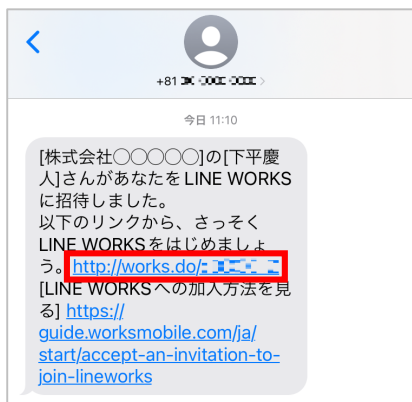 +81
今日 11:10
[株式会社○○○○○]の[下平慶
人]さんがあなたをLINE WORKS
に招待しました。
以下のリンクから、さっそく
LINE WORKSをはじめましょ
う。http://works.do/
[LINE WORKSへの加入方法を見
る] https://
guide.worksmobile.com/ja/
start/accept-an-invitation-to-
join-lineworks